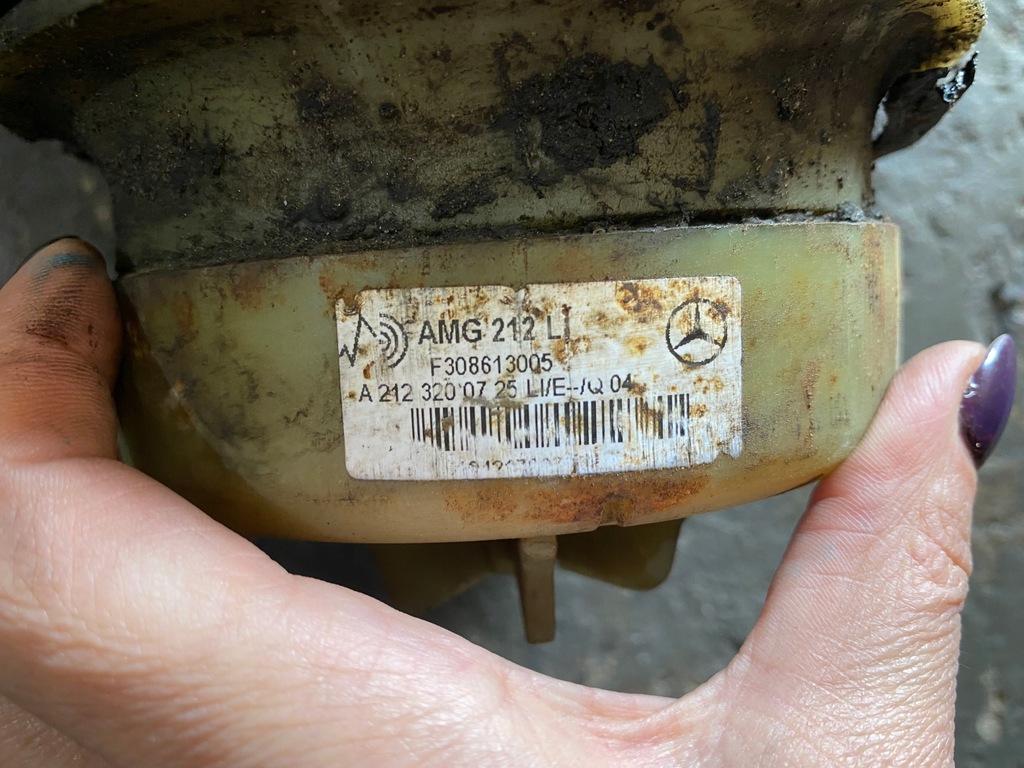 AMG 212 LI
F308613005
A 212 320 07 25 LI/E--/Q 04